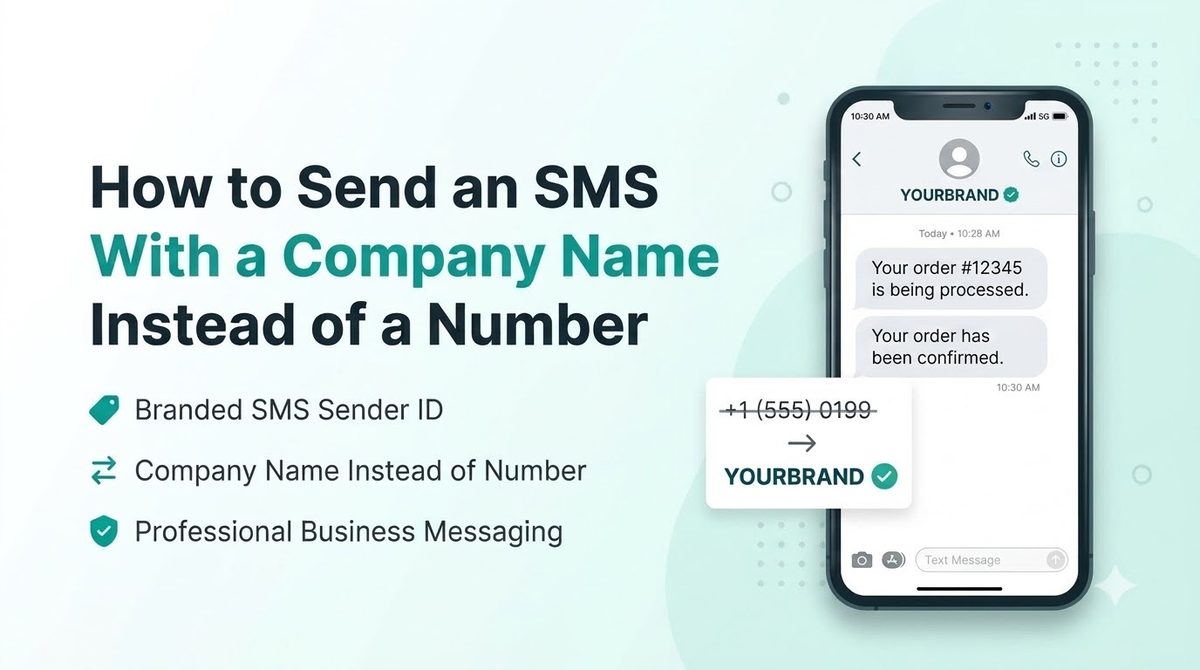 How to Send an SMS
With a Company Name
Instead of a Number
Branded SMS Sender ID
Company Name Instead of Number
Professional Business Messaging
10:30 AM
5G
YOURBRAND
Today • 10:28 AM
Your order #12345
is being processed.
Your order has
been confirmed.
10:30 AM
+1 (555) 0199
→
YOURBRAND
Text Message